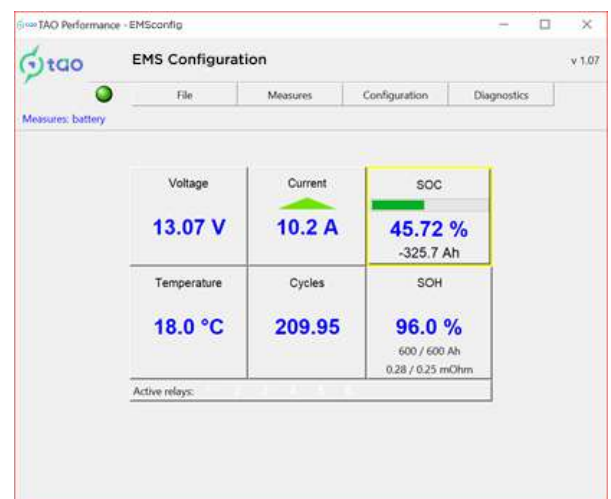 TAO Performance - EMSconfig
tao
EMS Configuration
v 1.07
File Measures Configuration Diagnostics
Measures: battery
Voltage Current SOC
13.07 V 10.2 A 45.72 %
-325.7 Ah
Temperature Cycles SOH
18.0 °C 209.95 96.0 %
600 / 600 Ah
0.28 / 0.25 mOhm
Active relays: